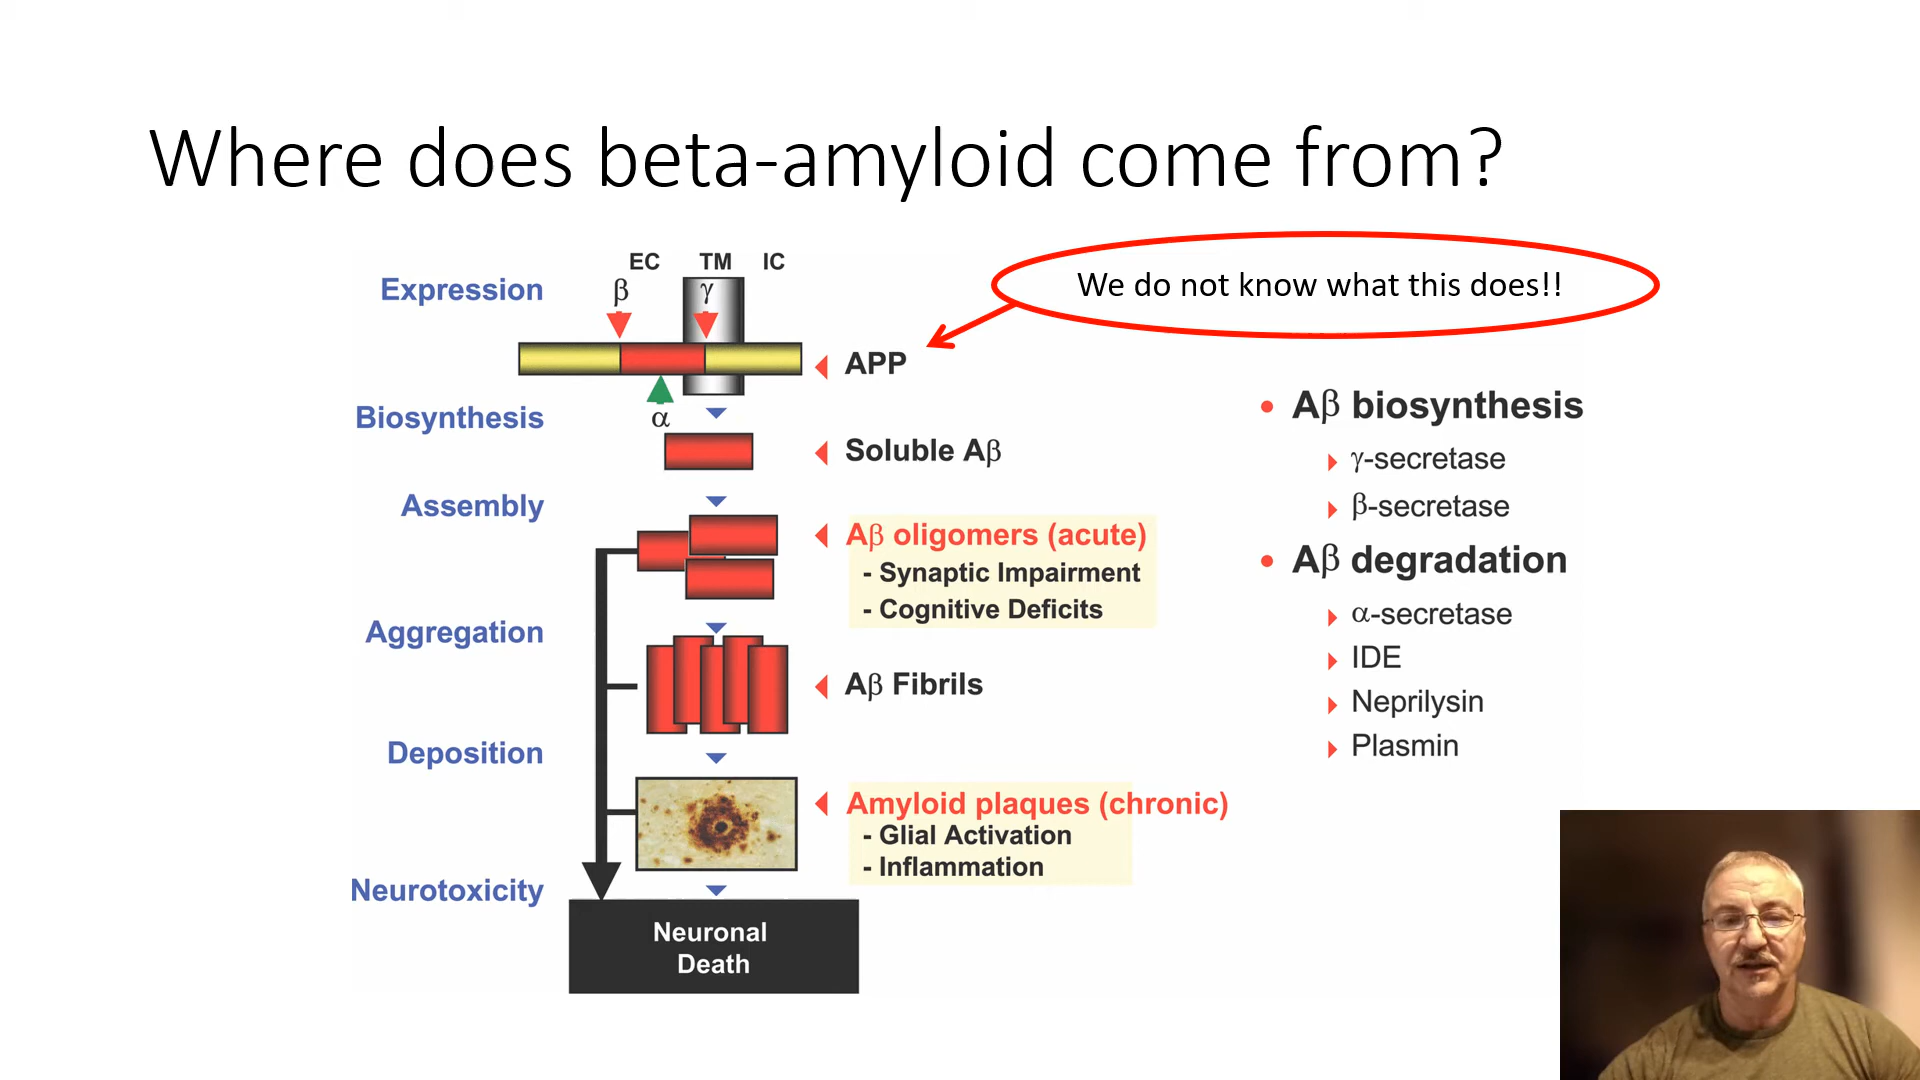 Where does beta-amyloid come from?
EC TM IC
Expression
β
γ
We do not know what this does!!
APP
Biosynthesis
α
Soluble Aβ
Assembly
Aβ oligomers (acute)
- Synaptic Impairment
- Cognitive Deficits
Aggregation
Aβ Fibrils
Deposition
Amyloid plaques (chronic)
- Glial Activation
- Inflammation
Neurotoxicity
Neuronal
Death
• Aβ biosynthesis
γ-secretase
β-secretase
• Aβ degradation
α-secretase
IDE
Neprilysin
Plasmin